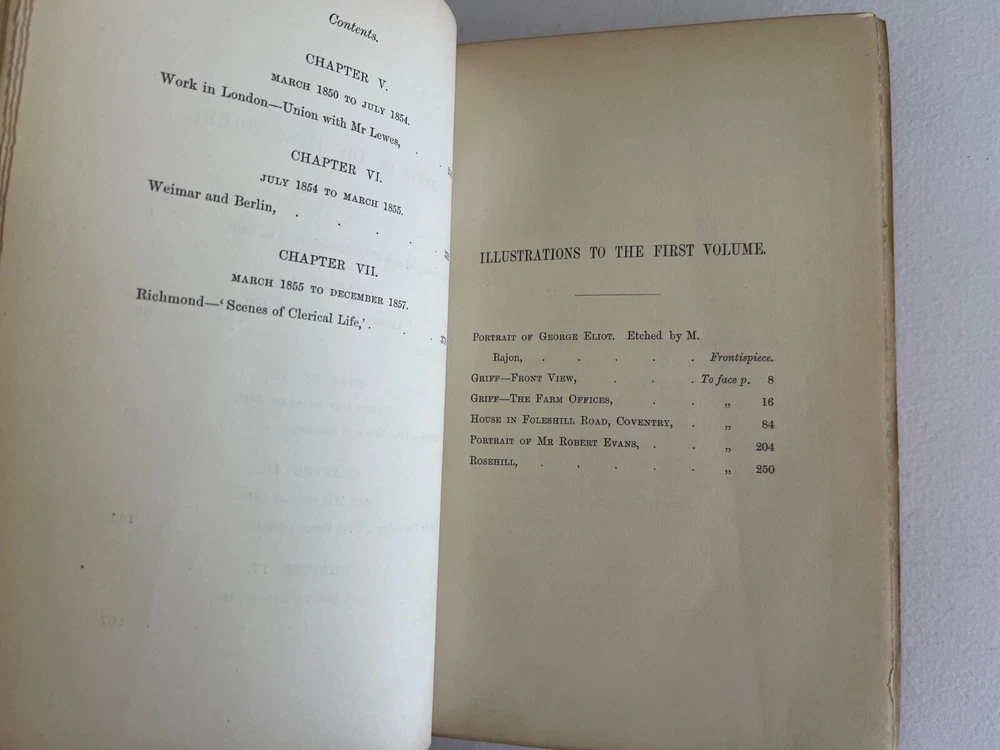 Contents.
CHAPTER V.
MARCH 1850 TO JULY 1854.
Work in London—Union with Mr Lewes, . .
CHAPTER VI.
JULY 1854 TO MARCH 1855.
Weimar and Berlin, . . . . .
CHAPTER VII.
MARCH 1855 TO DECEMBER 1857.
Richmond—‘Scenes of Clerical Life,’ . . .
ILLUSTRATIONS TO THE FIRST VOLUME.
PORTRAIT OF GEORGE ELIOT. Etched by M.
Rajon, . . . . . Frontispiece.
GRIFF—FRONT VIEW, . . . To face p. 8
GRIFF—THE FARM OFFICES, . . „ 16
HOUSE IN FOLESHILL ROAD, COVENTRY, . „ 84
PORTRAIT OF MR ROBERT EVANS, . . „ 204
ROSEHILL, . . . . . „ 250